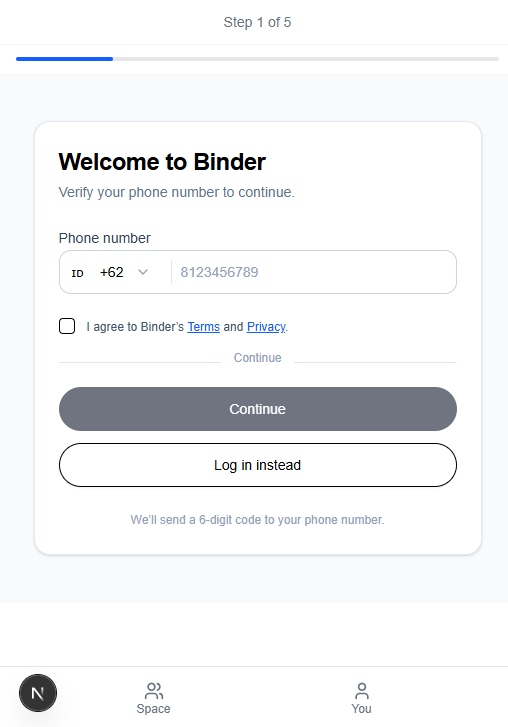 Step 1 of 5
Welcome to Binder
Verify your phone number to continue.
Phone number
ID +62 8123456789
I agree to Binder's Terms and Privacy.
Continue
Continue
Log in instead
We'll send a 6-digit code to your phone number.
N
Space You